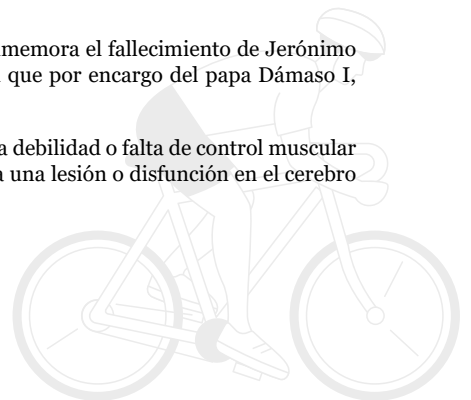 memora el fallecimiento de Jerónimo
que por encargo del papa Dámaso I,
a debilidad o falta de control muscular
a una lesión o disfunción en el cerebro